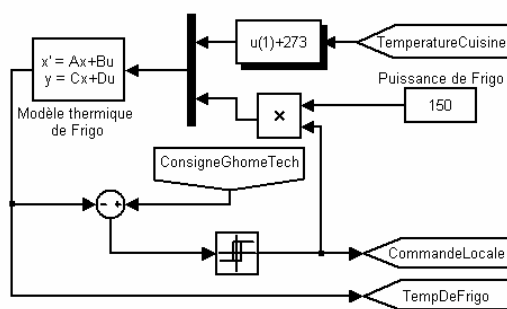 x' = Ax+Bu
y = Cx+Du
Modèle thermique
de Frigo
u(1)+273
TemperatureCuisine
Puissance de Frigo
150
×
ConsigneGhomeTech
- +
CommandeLocale
TempDeFrigo